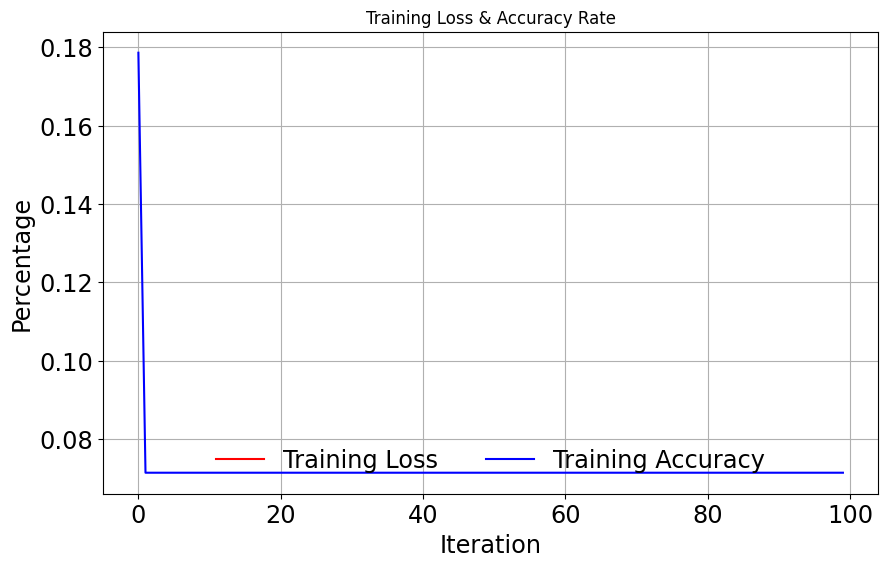 Training Loss & Accuracy Rate
0.18
0.16
0.14
0.12
0.10
0.08
Percentage
Training Loss
Training Accuracy
0 20 40 60 80 100
Iteration